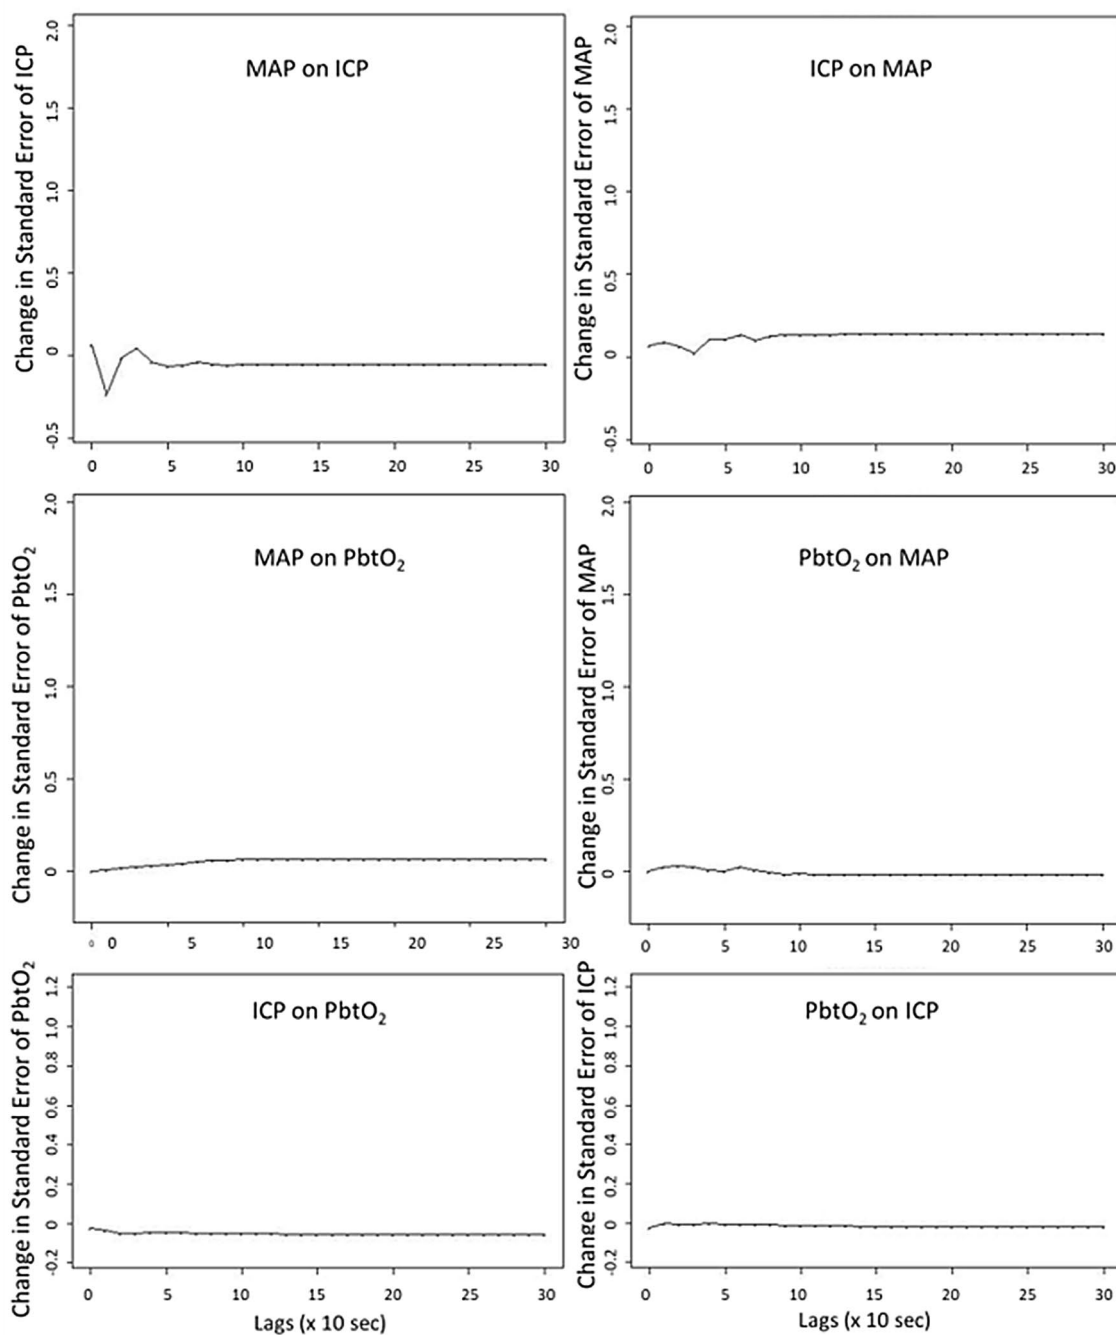 Change in Standard Error of ICP
2.0
1.5
1.0
0.5
0
-0.5
MAP on ICP
0 5 10 15 20 25 30
Change in Standard Error of MAP
2.0
1.5
1.0
0.5
0
-0.5
ICP on MAP
0 5 10 15 20 25 30
Change in Standard Error of PbtO₂
2.0
1.5
1.0
0.5
0
MAP on PbtO₂
0 0 5 10 15 20 25 30
Change in Standard Error of MAP
2.0
1.5
1.0
0.5
0
PbtO₂ on MAP
0 5 10 15 20 25 30
Change in Standard Error of PbtO₂
1.2
1.0
0.8
0.6
0.4
0.2
0
-0.2
ICP on PbtO₂
0 5 10 15 20 25 30
Lags (x 10 sec)
Change in Standard Error of ICP
1.2
1.0
0.8
0.6
0.4
0.2
0
-0.2
PbtO₂ on ICP
0 5 10 15 20 25 30
Lags (x 10 sec)